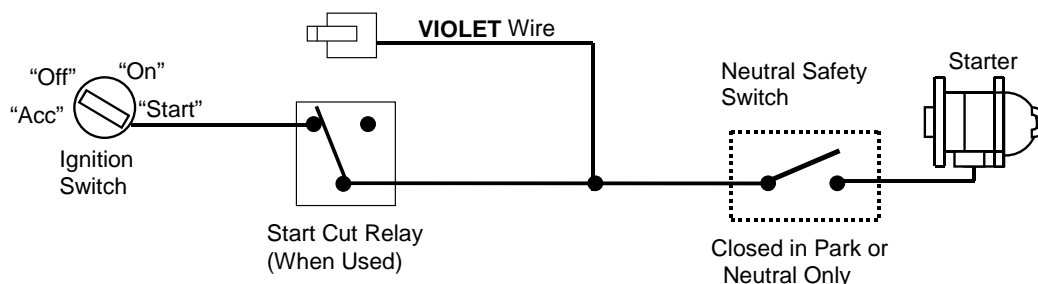 VIOLET Wire
“Off”
“On”
“Acc”
“Start”
Ignition
Switch
Start Cut Relay
(When Used)
Neutral Safety
Switch
Closed in Park or
Neutral Only
Starter